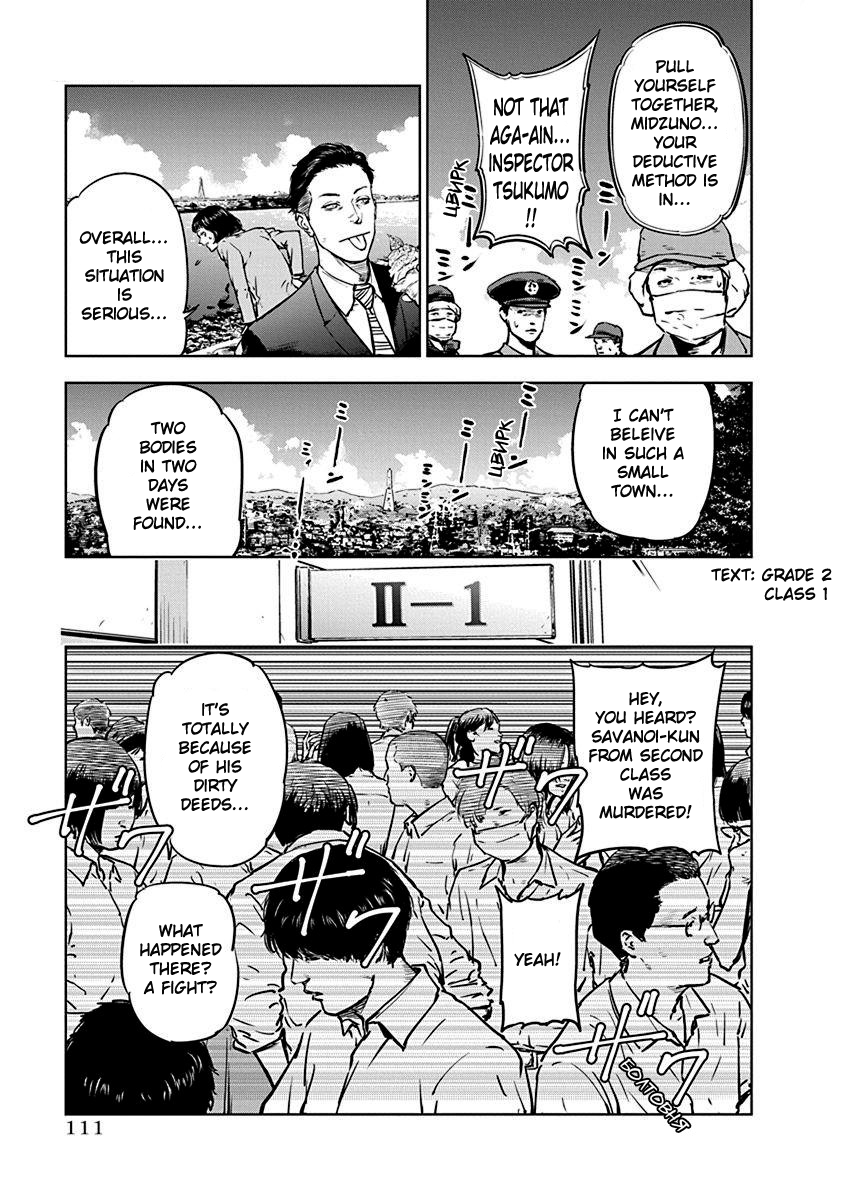 PULL
YOURSELF
TOGETHER,
MIDZUNO...
YOUR
DEDUCTIVE
METHOD IS
IN...
NOT THAT
AGA-AIN...
INSPECTOR
TSUKUMO
!!
ЦВИРК
OVERALL...
THIS
SITUATION
IS
SERIOUS...
I CAN'T
BELEIVE
IN SUCH A
SMALL
TOWN...
ЦВИРК
TWO
BODIES
IN TWO
DAYS
WERE
FOUND...
TEXT: GRADE 2
CLASS 1
II—1
HEY,
YOU HEARD?
SAVANOI-KUN
FROM SECOND
CLASS
WAS
MURDERED!
IT'S
TOTALLY
BECAUSE
OF HIS
DIRTY
DEEDS...
ザワ
ザワ
YEAH!
WHAT
HAPPENED
THERE?
A FIGHT?
ザワ
ザワ
БОЛТОВНЯ
111